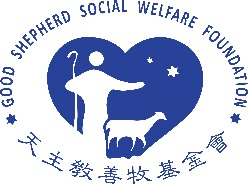 GOOD SHEPHERD SOCIAL WELFARE FOUNDATION
天主教善牧基金會